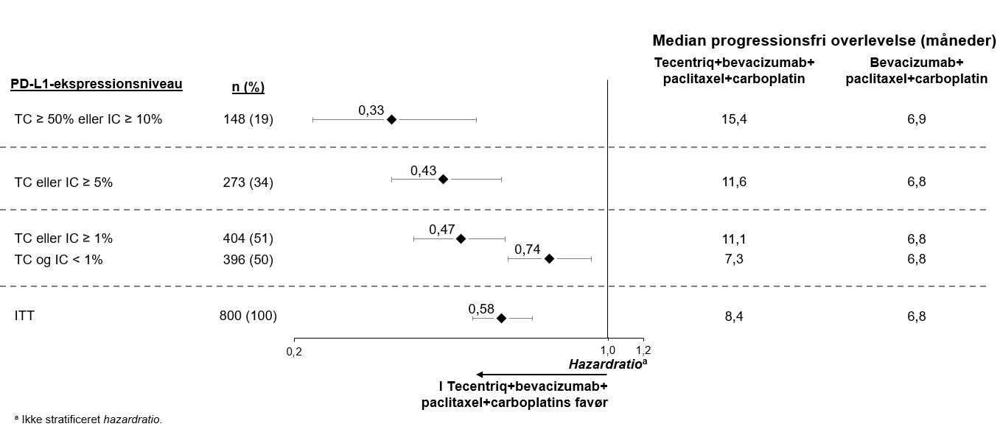 Median progressionsfri overlevelse (måneder)
Tecentriq+bevacizumab+
paclitaxel+carboplatin
Bevacizumab+
paclitaxel+carboplatin
PD-L1-ekspressionsniveau n (%)
TC ≥ 50% eller IC ≥ 10% 148 (19) 0,33 15,4 6,9
TC eller IC ≥ 5% 273 (34) 0,43 11,6 6,8
TC eller IC ≥ 1% 404 (51) 0,47 11,1 6,8
TC og IC < 1% 396 (50) 0,74 7,3 6,8
ITT 800 (100) 0,58 8,4 6,8
0,2 1,0 1,2
Hazardratioª
I Tecentriq+bevacizumab+
paclitaxel+carboplatins favør
ª Ikke stratificeret hazardratio.